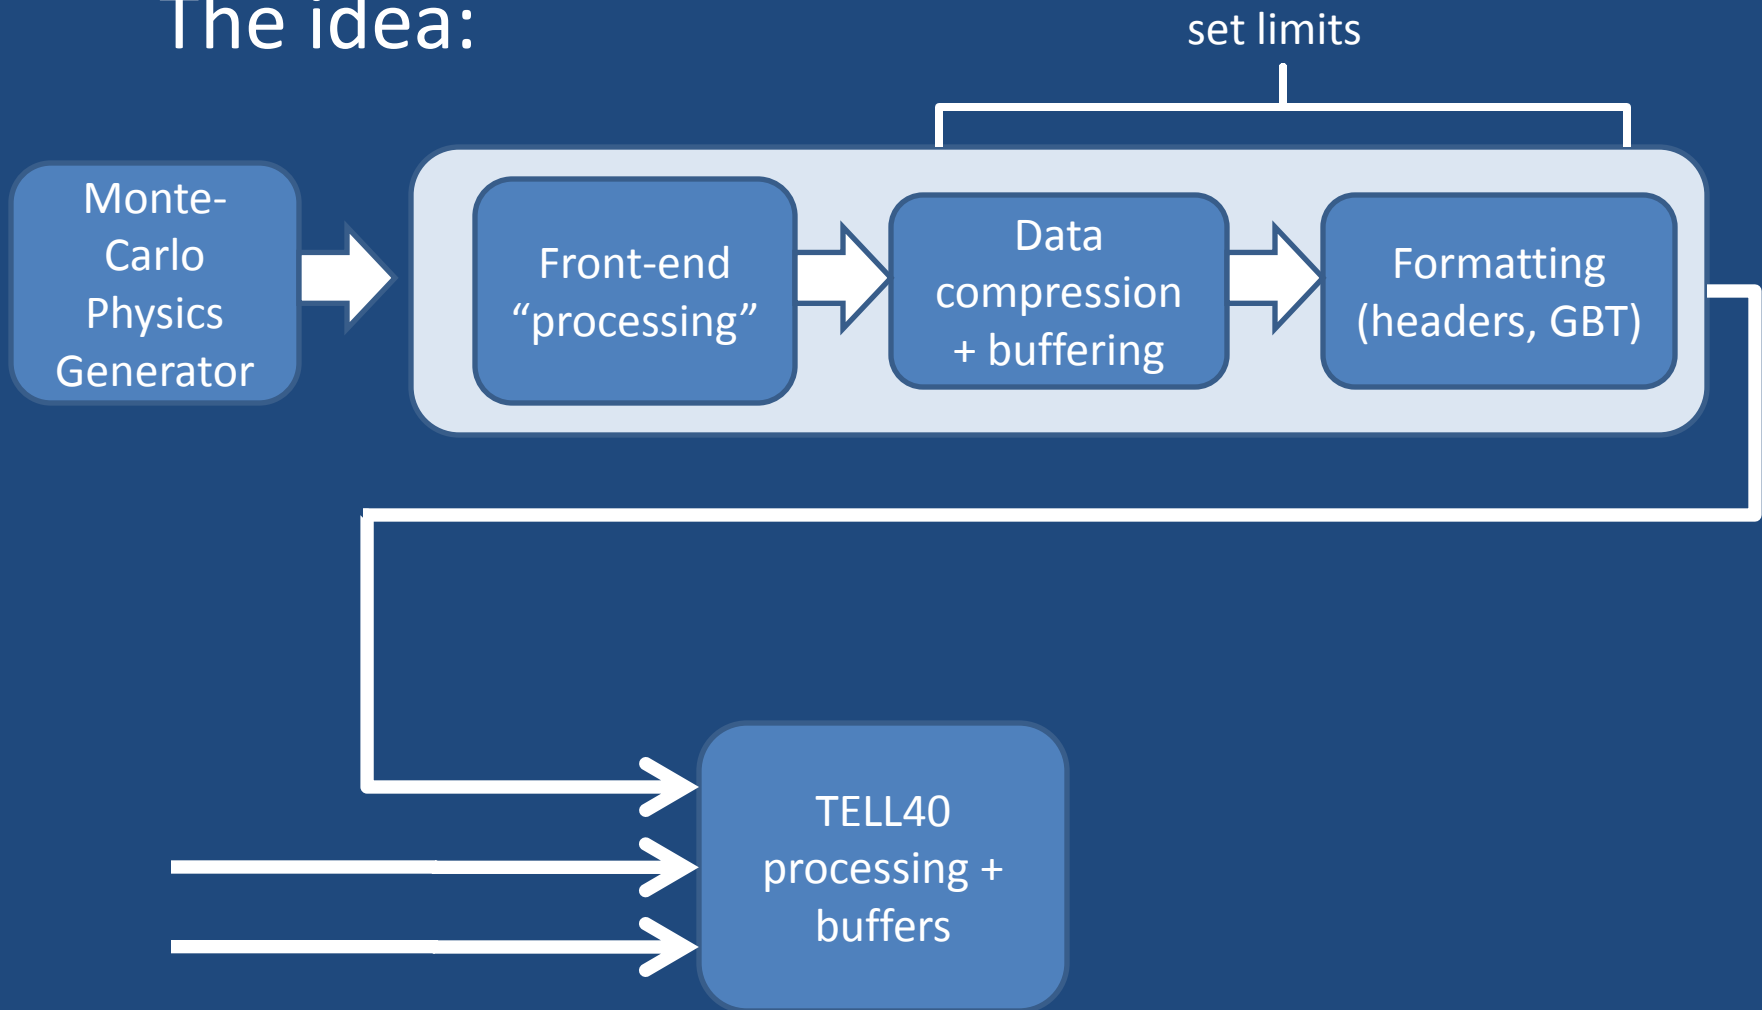 The idea:
set limits
Monte-
Carlo
Physics
Generator
Front-end
“processing”
Data
compression
+ buffering
Formatting
(headers, GBT)
TELL40
processing +
buffers